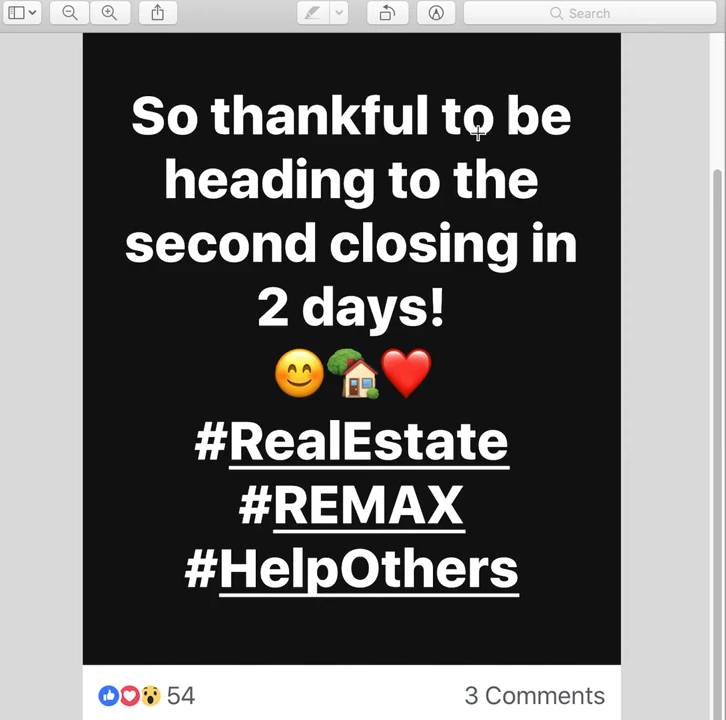 Search
So thankful to be
heading to the
second closing in
2 days!
😊🏡❤️
#RealEstate
#REMAX
#HelpOthers
54
3 Comments